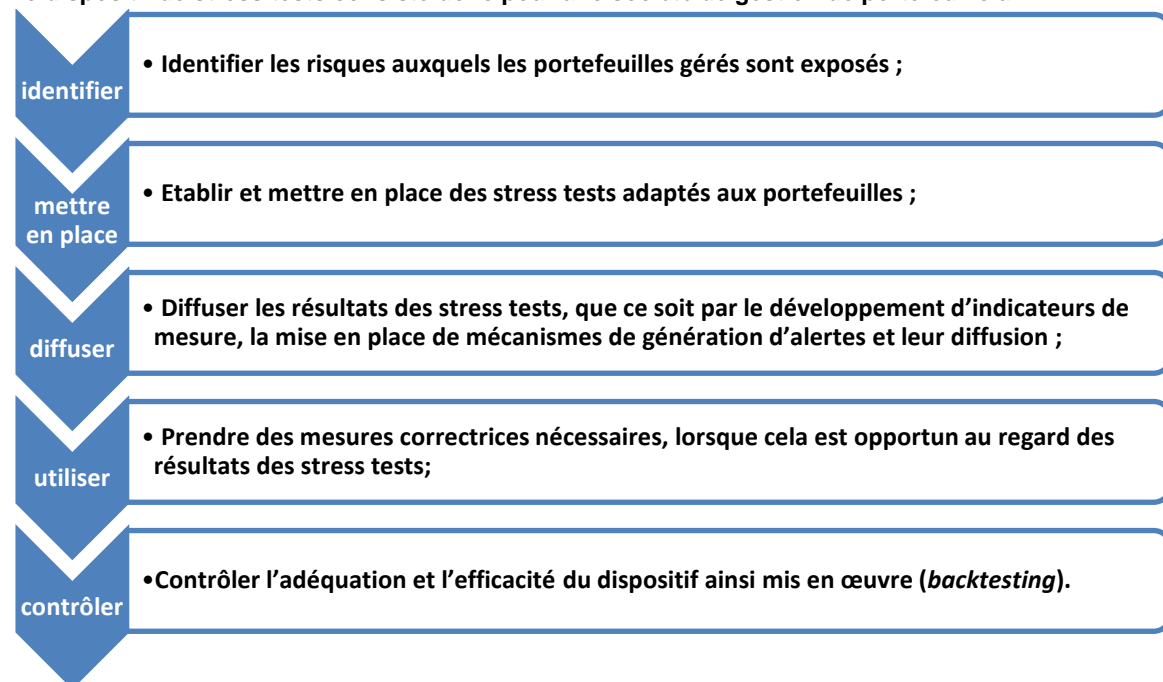 identifier
• Identifier les risques auxquels les portefeuilles gérés sont exposés ;
mettre
en place
• Etablir et mettre en place des stress tests adaptés aux portefeuilles ;
diffuser
• Diffuser les résultats des stress tests, que ce soit par le développement d’indicateurs de
mesure, la mise en place de mécanismes de génération d’alertes et leur diffusion ;
utiliser
• Prendre des mesures correctrices nécessaires, lorsque cela est opportun au regard des
résultats des stress tests;
contrôler
•Contrôler l’adéquation et l’efficacité du dispositif ainsi mis en œuvre (backtesting).